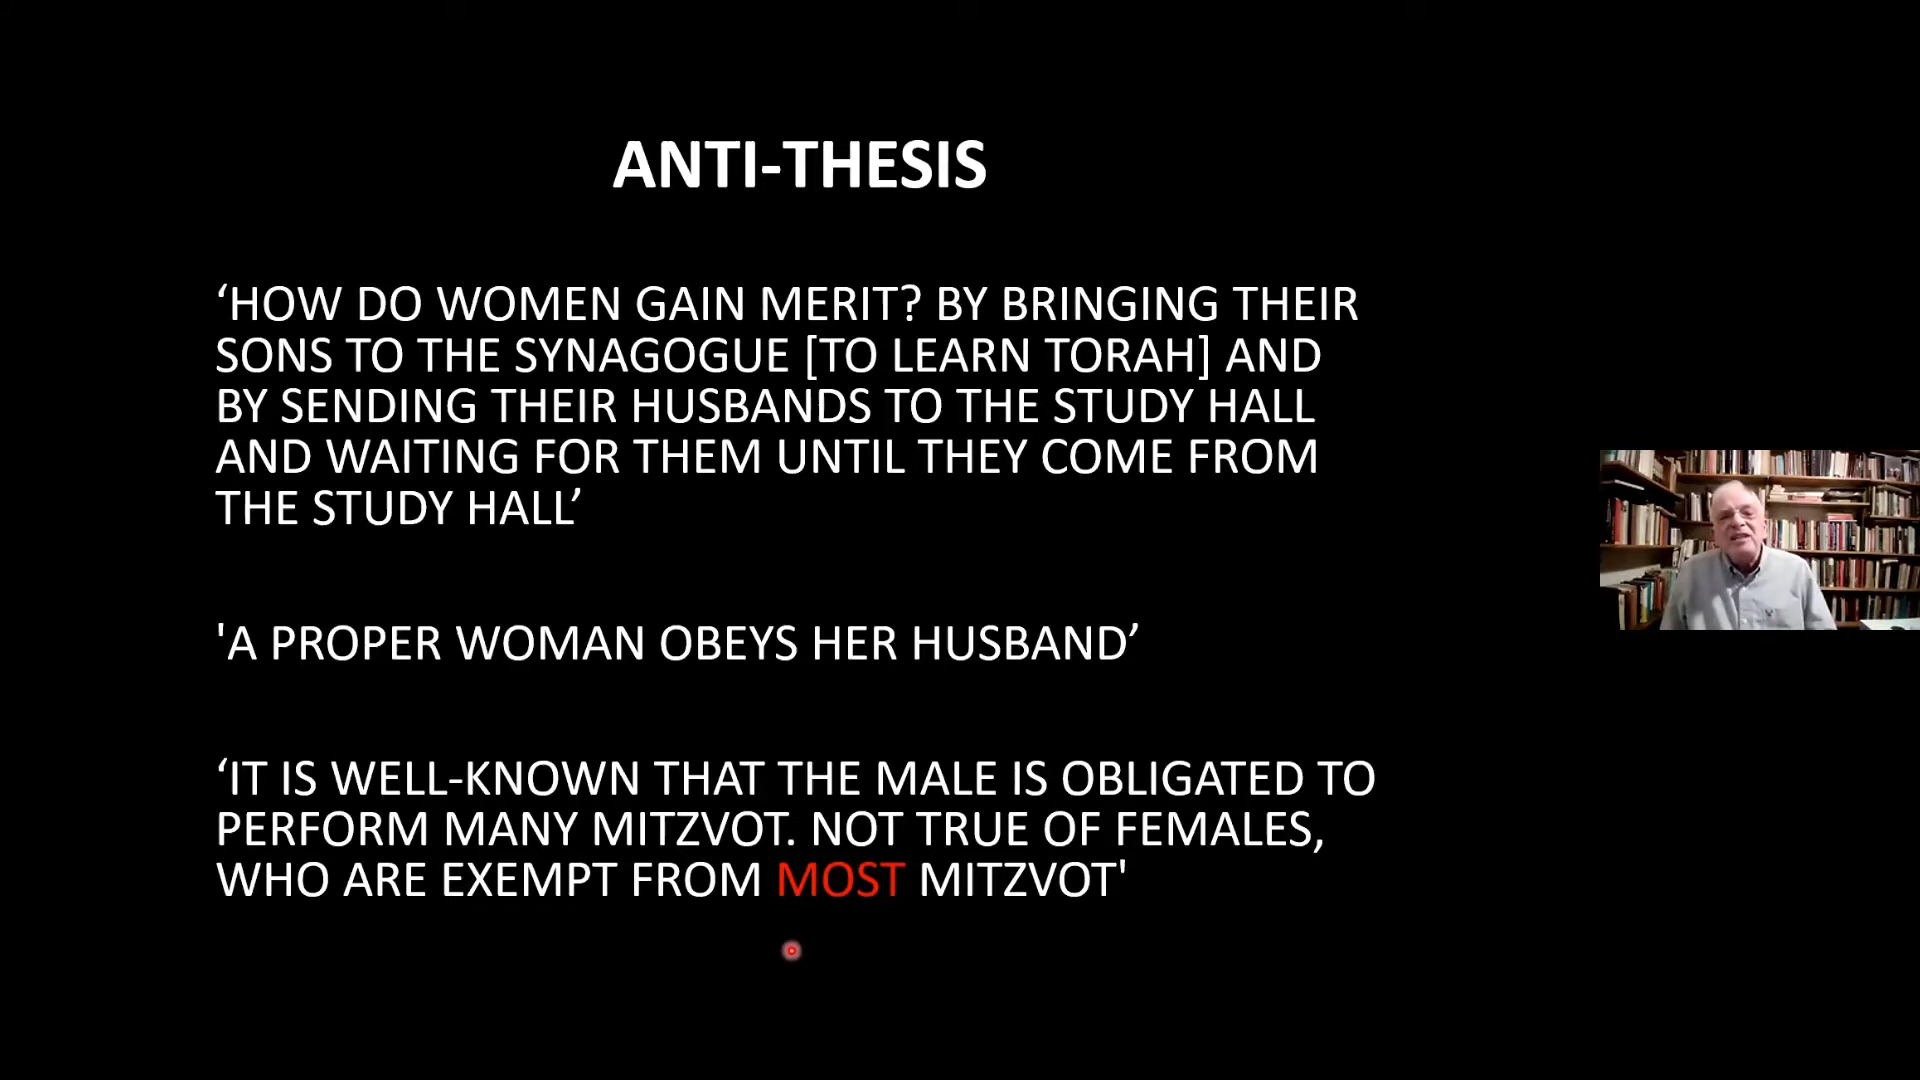 ANTI-THESIS
‘HOW DO WOMEN GAIN MERIT? BY BRINGING THEIR
SONS TO THE SYNAGOGUE [TO LEARN TORAH] AND
BY SENDING THEIR HUSBANDS TO THE STUDY HALL
AND WAITING FOR THEM UNTIL THEY COME FROM
THE STUDY HALL’
'A PROPER WOMAN OBEYS HER HUSBAND’
‘IT IS WELL-KNOWN THAT THE MALE IS OBLIGATED TO
PERFORM MANY MITZVOT. NOT TRUE OF FEMALES,
WHO ARE EXEMPT FROM MOST MITZVOT'